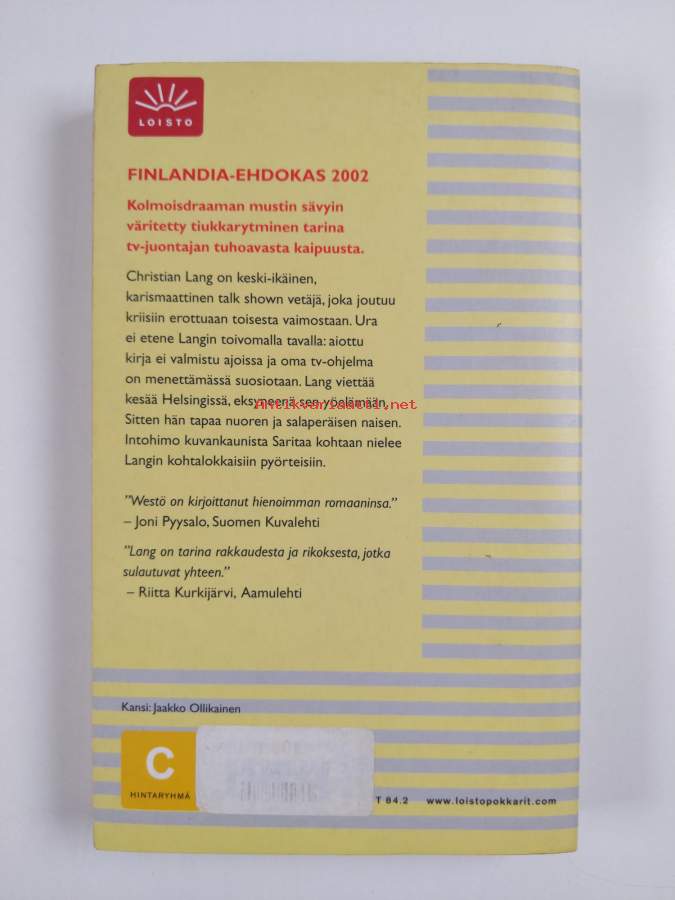 LOISTO
FINLANDIA-EHDOKAS 2002
Kolmoisdraaman mustin sävyin
väritetty tiukkarytminen tarina
tv-juontajan tuhoavasta kaipuusta.
Christian Lang on keski-ikäinen,
karismaattinen talk shown vetäjä, joka joutuu
kriisiin erottuaan toisesta vaimostaan. Ura
ei etene Langin toivomalla tavalla: aiottu
kirja ei valmistu ajoissa ja oma tv-ohjelma
on menettämässä suosiotaan. Lang viettää
kesää Helsingissä, eksyneenä sen yöelämään.
Antikvariaatti.net
Sitten hän tapaa nuoren ja salaperäisen naisen.
Intohimo kuvankaunista Saritaa kohtaan nielee
Langin kohtalokkaisiin pyörteisiin.
”Westö on kirjoittanut hienoimman romaaninsa.”
– Joni Pyysalo, Suomen Kuvalehti
”Lang on tarina rakkaudesta ja rikoksesta, jotka
sulautuvat yhteen.”
– Riitta Kurkijärvi, Aamulehti
Kansi: Jaakko Ollikainen
C
HINTARYHMÄ
T 84.2 www.loistopokkarit.com